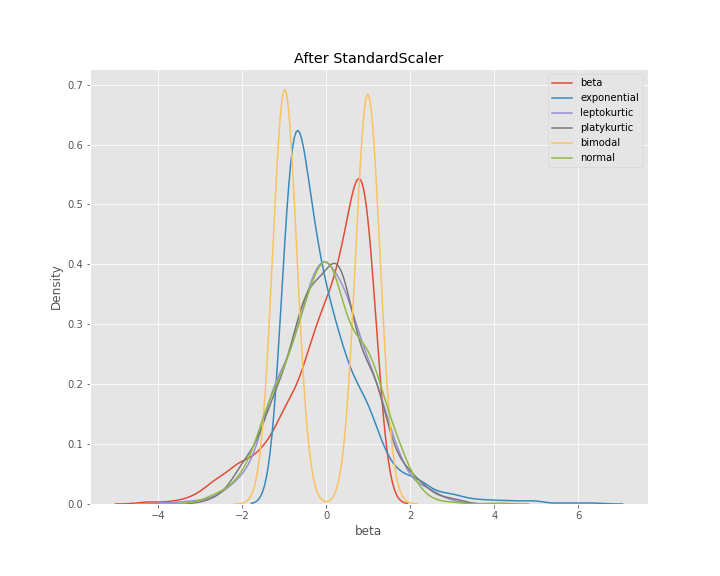 After StandardScaler
beta
exponential
leptokurtic
platykurtic
bimodal
normal
Density
0.7
0.6
0.5
0.4
0.3
0.2
0.1
0.0
−4 −2 0 2 4 6
beta